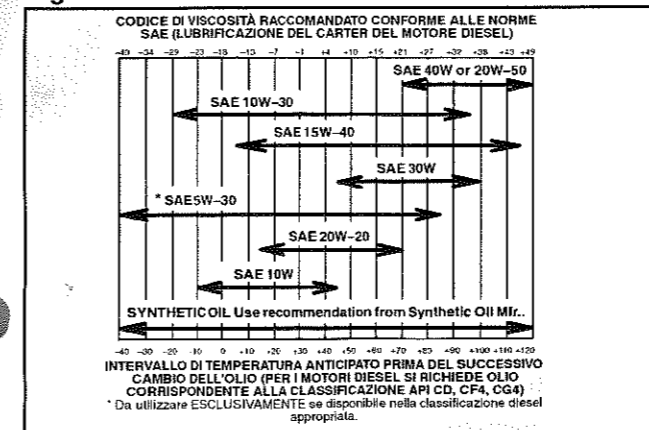 CODICE DI VISCOSITÀ RACCOMANDATO CONFORME ALLE NORME
SAE (LUBRIFICAZIONE DEL CARTER DEL MOTORE DIESEL)
-40 -34 -29 -23 -18 -13 -7 -1 +4 +10 +15 +21 +27 +32 +38 +43 +49
SAE 40W or 20W-50
SAE 10W-30
SAE 15W-40
SAE 30W
* SAE5W-30
SAE 20W-20
SAE 10W
SYNTHETIC OIL Use recommendation from Synthetic Oil Mfr..
-40 -30 -20 -10 0 +10 +20 +30 +40 +50 +60 +70 +80 +90 +100 +110 +120
INTERVALLO DI TEMPERATURA ANTICIPATO PRIMA DEL SUCCESSIVO
CAMBIO DELL'OLIO (PER I MOTORI DIESEL SI RICHIEDE OLIO
CORRISPONDENTE ALLA CLASSIFICAZIONE API CD, CF4, CG4)
* Da utilizzare ESCLUSIVAMENTE se disponibile nella classificazione diesel
appropriata.